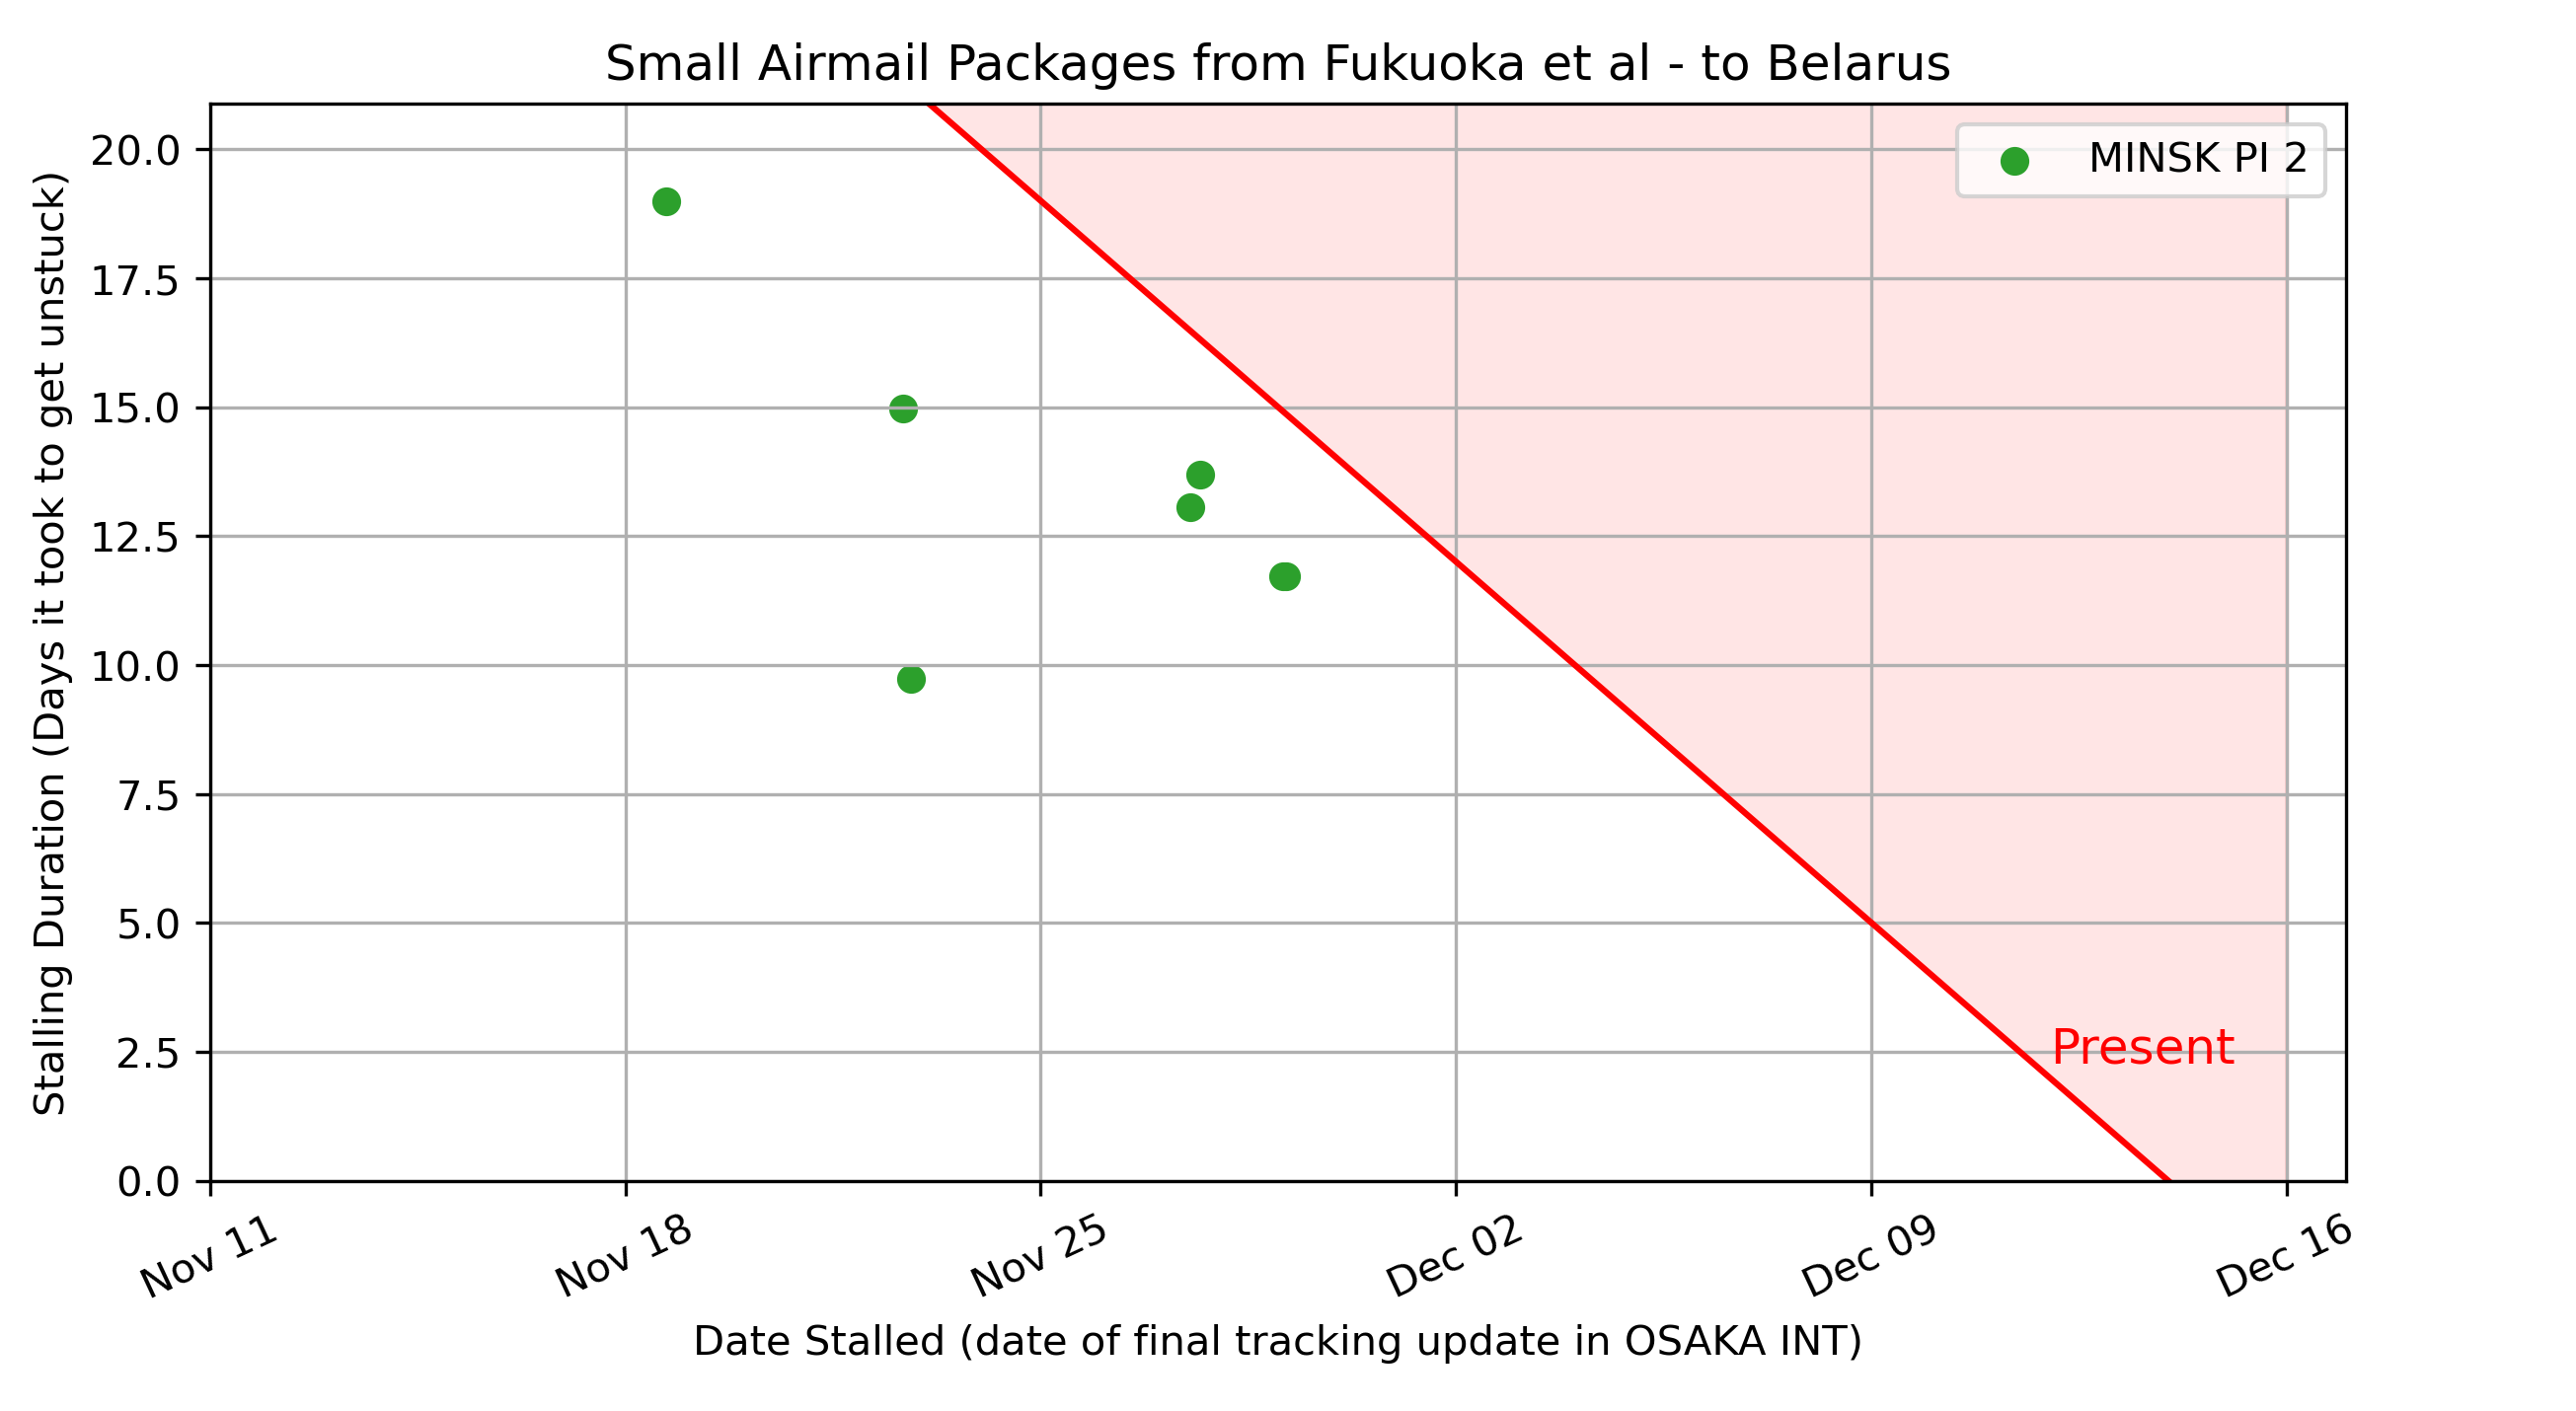 Small Airmail Packages from Fukuoka et al - to Belarus
MINSK PI 2
Stalling Duration (Days it took to get unstuck)
20.0
17.5
15.0
12.5
10.0
7.5
5.0
2.5
0.0
Present
Nov 11
Nov 18
Nov 25
Dec 02
Dec 09
Dec 16
Date Stalled (date of final tracking update in OSAKA INT)